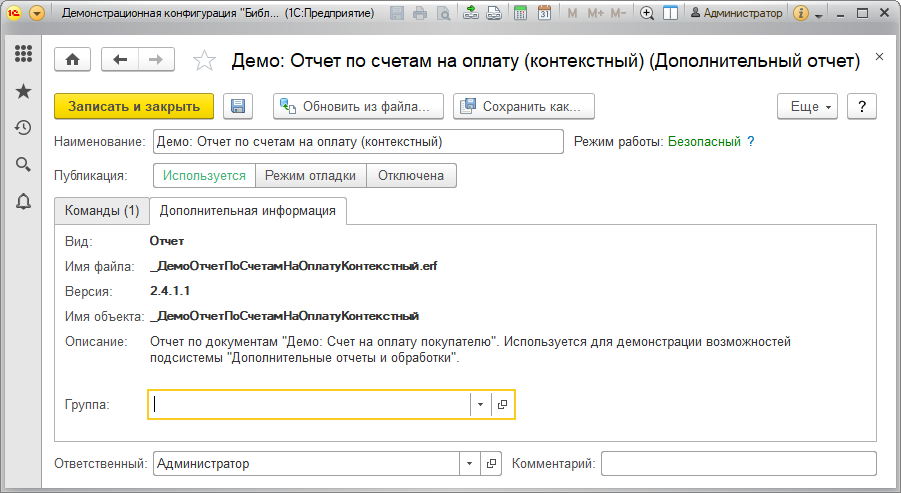 Демонстрационная конфигурация "Библ... (1С:Предприятие)
M M+ M- Администратор
Демо: Отчет по счетам на оплату (контекстный) (Дополнительный отчет)
Записать и закрыть Обновить из файла... Сохранить как... Еще ?
Наименование: Демо: Отчет по счетам на оплату (контекстный) Режим работы: Безопасный ?
Публикация: Используется Режим отладки Отключена
Команды (1) Дополнительная информация
Вид: Отчет
Имя файла: _ДемоОтчетПоСчетамНаОплатуКонтекстный.erf
Версия: 2.4.1.1
Имя объекта: _ДемоОтчетПоСчетамНаОплатуКонтекстный
Описание: Отчет по документам "Демо: Счет на оплату покупателю". Используется для демонстрации возможностей
подсистемы "Дополнительные отчеты и обработки".
Группа:
Ответственный: Администратор Комментарий: